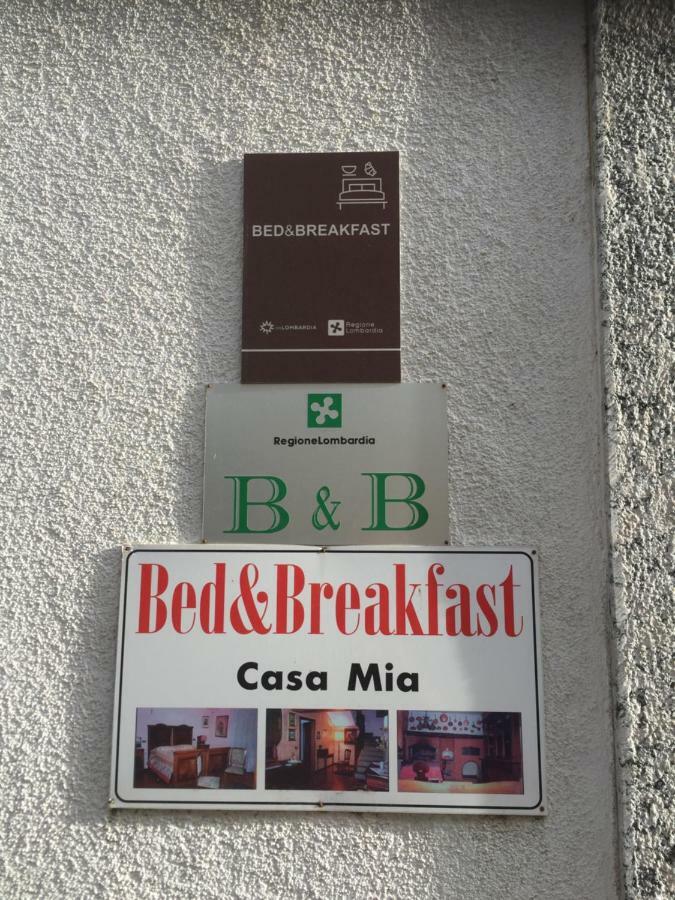 BED&BREAKFAST
inLOMBARDIA
Regione
Lombardia
RegioneLombardia
B & B
Bed&Breakfast
Casa Mia